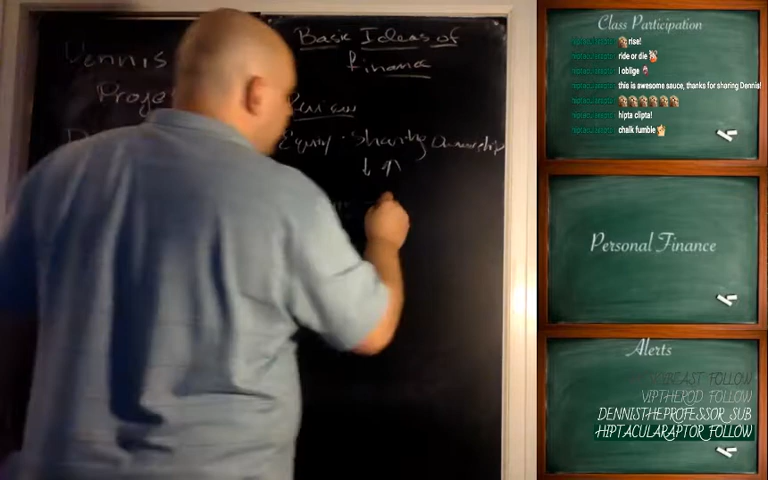 Dennis
Proje
Basic Ideas of
finance
Review
Equity · Sharing Ownership
↓ ↑
Class Participation
rise!
ride or die
I oblige
this is awesome sauce, thanks for sharing Dennis!
hipta clipta!
chalk fumble
Personal Finance
Alerts
VIPTHEROD FOLLOW
DENNISTHEPROFESSOR SUB
HIPTACULARAPTOR FOLLOW